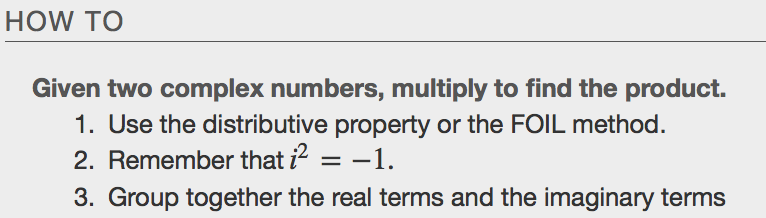 HOW TO
Given two complex numbers, multiply to find the product.
1. Use the distributive property or the FOIL method.
2. Remember that i² = −1.
3. Group together the real terms and the imaginary terms